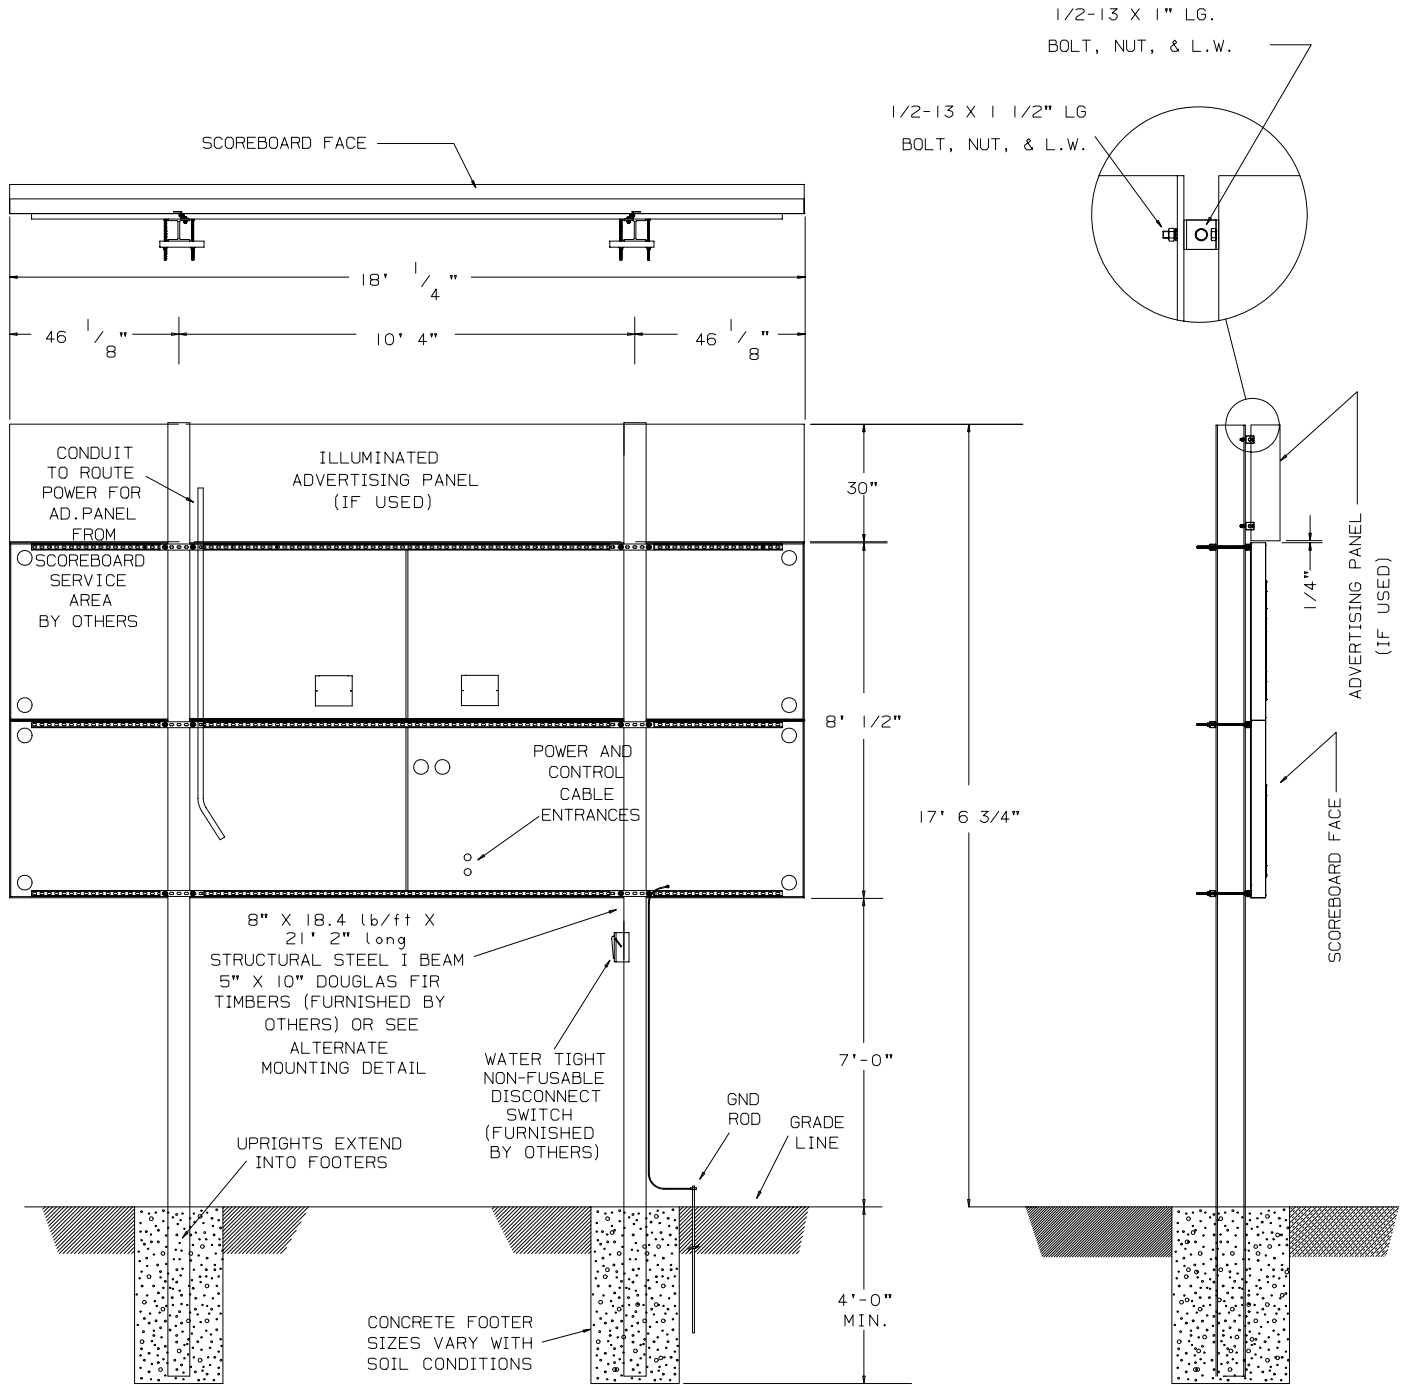 1/2-13 X 1" LG.
BOLT, NUT, & L.W.
1/2-13 X 1 1/2" LG
BOLT, NUT, & L.W.
SCOREBOARD FACE
18' 1/4"
46 1/8"
10' 4"
46 1/8"
CONDUIT
TO ROUTE
POWER FOR
AD.PANEL
FROM
SCOREBOARD
SERVICE
AREA
BY OTHERS
ILLUMINATED
ADVERTISING PANEL
(IF USED)
30"
1/4"
ADVERTISING PANEL
(IF USED)
8' 1/2"
POWER AND
CONTROL
CABLE
ENTRANCES
17' 6 3/4"
SCOREBOARD FACE
8" X 18.4 lb/ft X
21' 2" long
STRUCTURAL STEEL I BEAM
5" X 10" DOUGLAS FIR
TIMBERS (FURNISHED BY
OTHERS) OR SEE
ALTERNATE
MOUNTING DETAIL
WATER TIGHT
NON-FUSABLE
DISCONNECT
SWITCH
(FURNISHED
BY OTHERS)
7'-0"
GND
ROD
GRADE
LINE
UPRIGHTS EXTEND
INTO FOOTERS
4'-0"
MIN.
CONCRETE FOOTER
SIZES VARY WITH
SOIL CONDITIONS